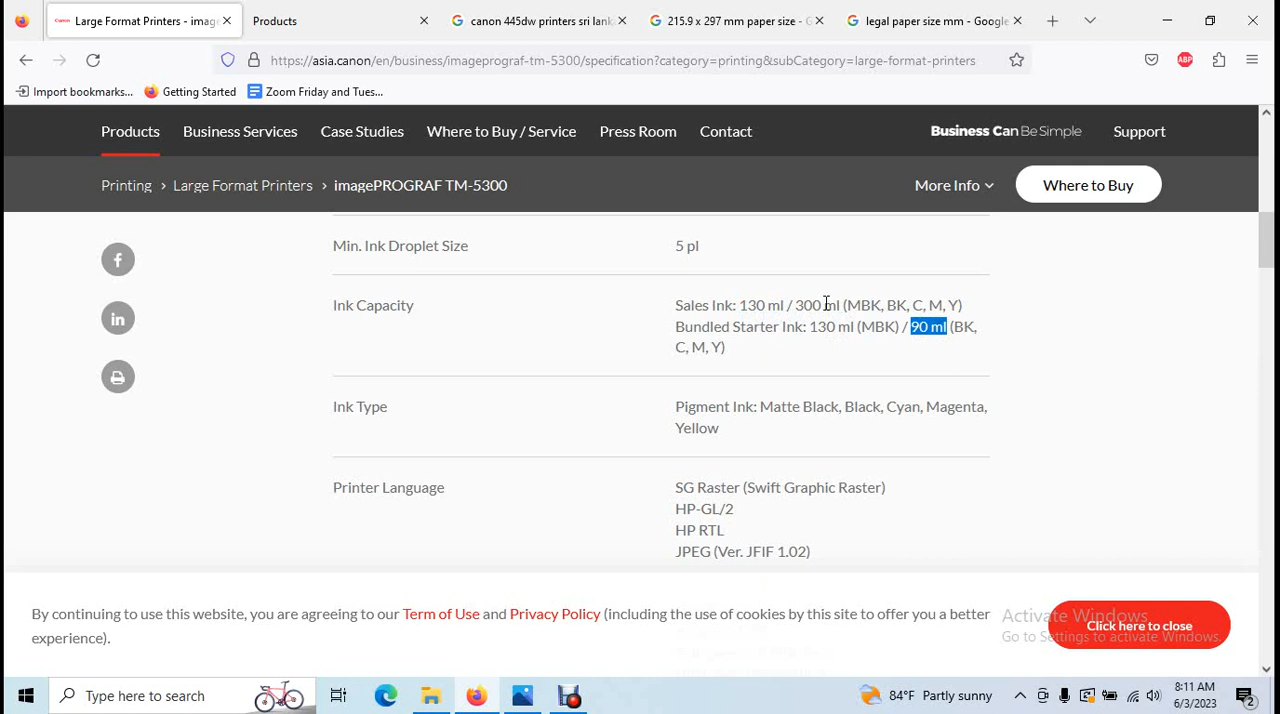 Large Format Printers - imag
Products
canon 445dw printers sri lank
215.9 x 297 mm paper size - G
legal paper size mm - Google
https://asia.canon/en/business/imageprograf-tm-5300/specification?category=printing&subCategory=large-format-printers
ABP
Import bookmarks...
Getting Started
Zoom Friday and Tues...
Products
Business Services
Case Studies
Where to Buy / Service
Press Room
Contact
Business Can Be Simple
Support
Printing › Large Format Printers › imagePROGRAF TM-5300
More Info
Where to Buy
Min. Ink Droplet Size
5 pl
Ink Capacity
Sales Ink: 130 ml / 300 ml (MBK, BK, C, M, Y)
Bundled Starter Ink: 130 ml (MBK) / 90 ml (BK,
C, M, Y)
Ink Type
Pigment Ink: Matte Black, Black, Cyan, Magenta,
Yellow
Printer Language
SG Raster (Swift Graphic Raster)
HP-GL/2
HP RTL
JPEG (Ver. JFIF 1.02)
By continuing to use this website, you are agreeing to our Term of Use and Privacy Policy (including the use of cookies by this site to offer you a better
experience).
Click here to close
Activate Windows
Go to Settings to activate Windows.
Type here to search
84°F Partly sunny
8:11 AM
6/3/2023
2